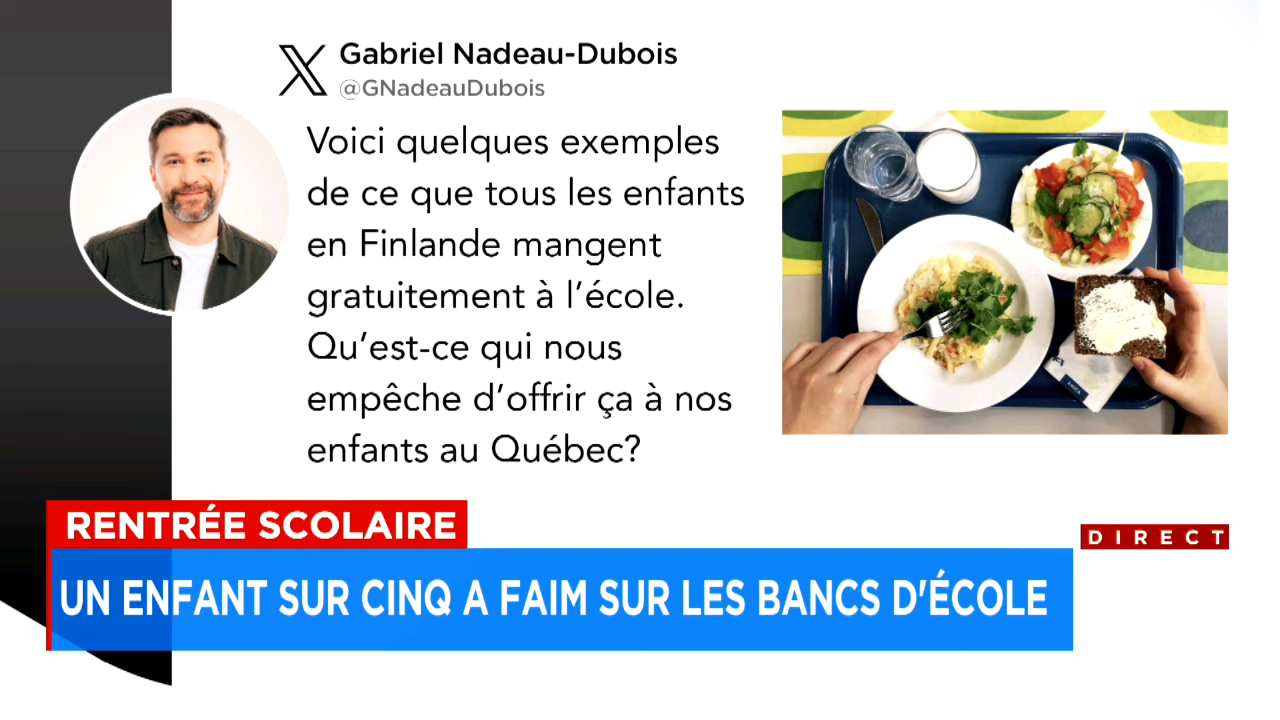 Gabriel Nadeau-Dubois
@GNadeauDubois
Voici quelques exemples
de ce que tous les enfants
en Finlande mangent
gratuitement à l'école.
Qu'est-ce qui nous
empêche d'offrir ça à nos
enfants au Québec?
RENTRÉE SCOLAIRE
DIRECT
UN ENFANT SUR CINQ A FAIM SUR LES BANCS D'ÉCOLE